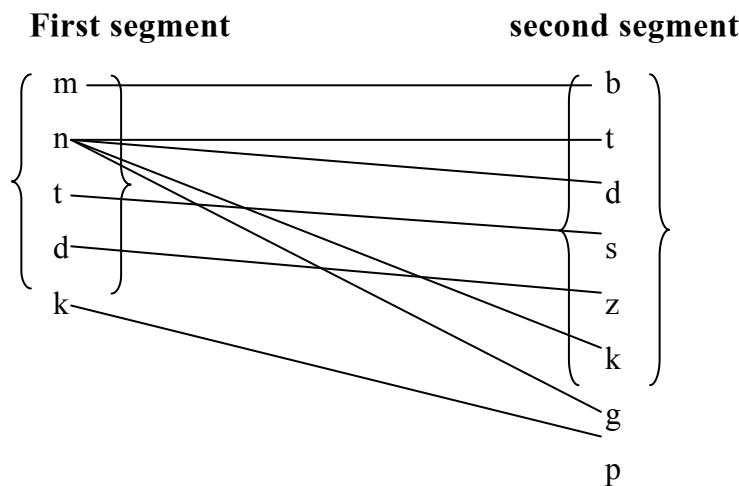 First segment second segment
m b
n t
t d
d s
k z
k
g
p